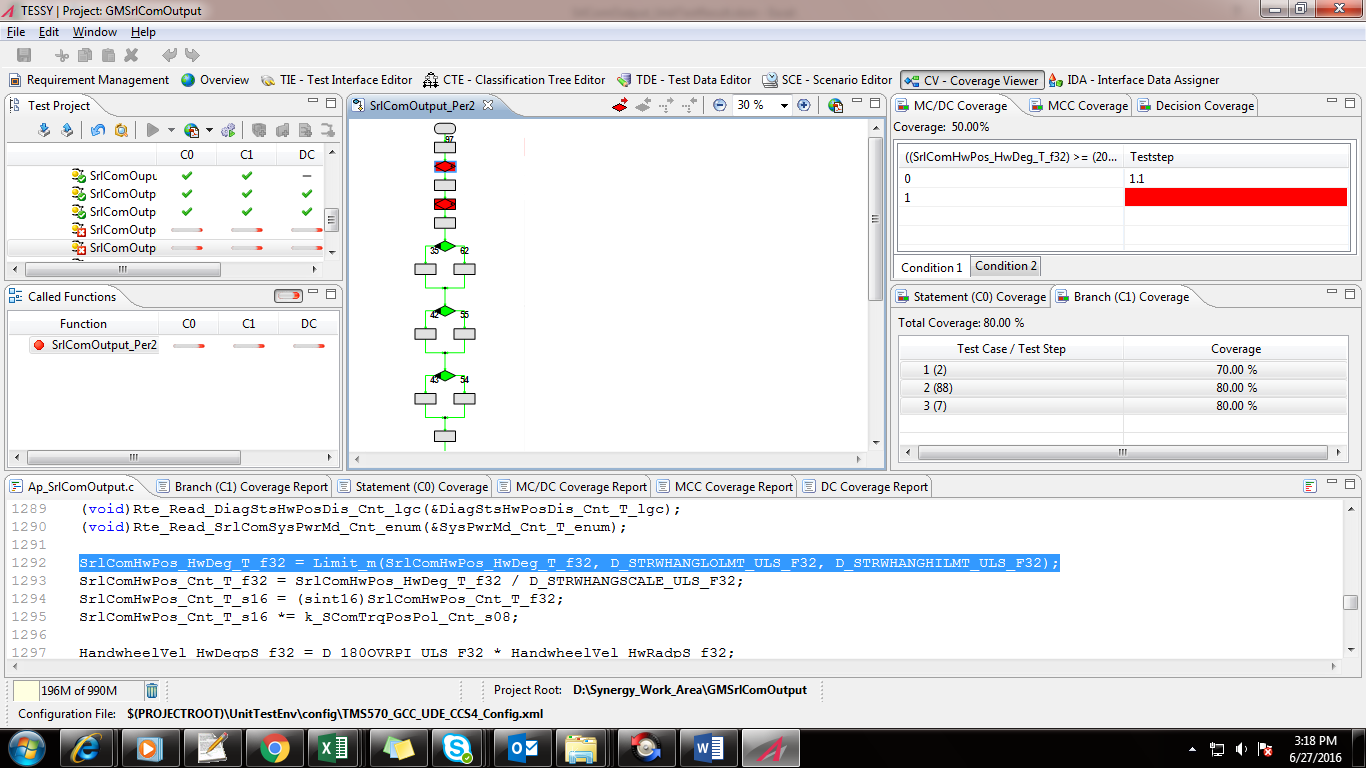 TESSY | Project: GMSrlComOutput
File Edit Window Help
Requirement Management Overview TIE - Test Interface Editor CTE - Classification Tree Editor TDE - Test Data Editor SCE - Scenario Editor CV - Coverage Viewer IDA - Interface Data Assigner
Test Project
C0 C1 DC
SrlComOupu
SrlComOutp
SrlComOutp
SrlComOutp
SrlComOutp
Called Functions
Function C0 C1 DC
SrlComOutput_Per2
SrlComOutput_Per2
30 %
97
35 62
42 55
43 54
MC/DC Coverage MCC Coverage Decision Coverage
Coverage: 50.00%
((SrlComHwPos_HwDeg_T_f32) >= (20... Teststep
0 1.1
1
Condition 1 Condition 2
Statement (C0) Coverage Branch (C1) Coverage
Total Coverage: 80.00 %
Test Case / Test Step Coverage
1 (2) 70.00 %
2 (88) 80.00 %
3 (7) 80.00 %
Ap_SrlComOutput.c Branch (C1) Coverage Report Statement (C0) Coverage MC/DC Coverage Report MCC Coverage Report DC Coverage Report
1289 (void)Rte_Read_DiagStsHwPosDis_Cnt_lgc(&DiagStsHwPosDis_Cnt_T_lgc);
1290 (void)Rte_Read_SrlComSysPwrMd_Cnt_enum(&SysPwrMd_Cnt_T_enum);
1291
1292 SrlComHwPos_HwDeg_T_f32 = Limit_m(SrlComHwPos_HwDeg_T_f32, D_STRWHANGLOLMT_ULS_F32, D_STRWHANGHILMT_ULS_F32);
1293 SrlComHwPos_Cnt_T_f32 = SrlComHwPos_HwDeg_T_f32 / D_STRWHANGSCALE_ULS_F32;
1294 SrlComHwPos_Cnt_T_s16 = (sint16)SrlComHwPos_Cnt_T_f32;
1295 SrlComHwPos_Cnt_T_s16 *= k_SComTrqPosPol_Cnt_s08;
1296
1297 HandwheelVel_HwDegpS_f32 = D_180OVRPI_ULS_F32 * HandwheelVel_HwRadpS_f32;
196M of 990M Project Root: D:\Synergy_Work_Area\GMSrlComOutput
Configuration File: $(PROJECTROOT)\UnitTestEnv\config\TMS570_GCC_UDE_CCS4_Config.xml
3:18 PM
6/27/2016